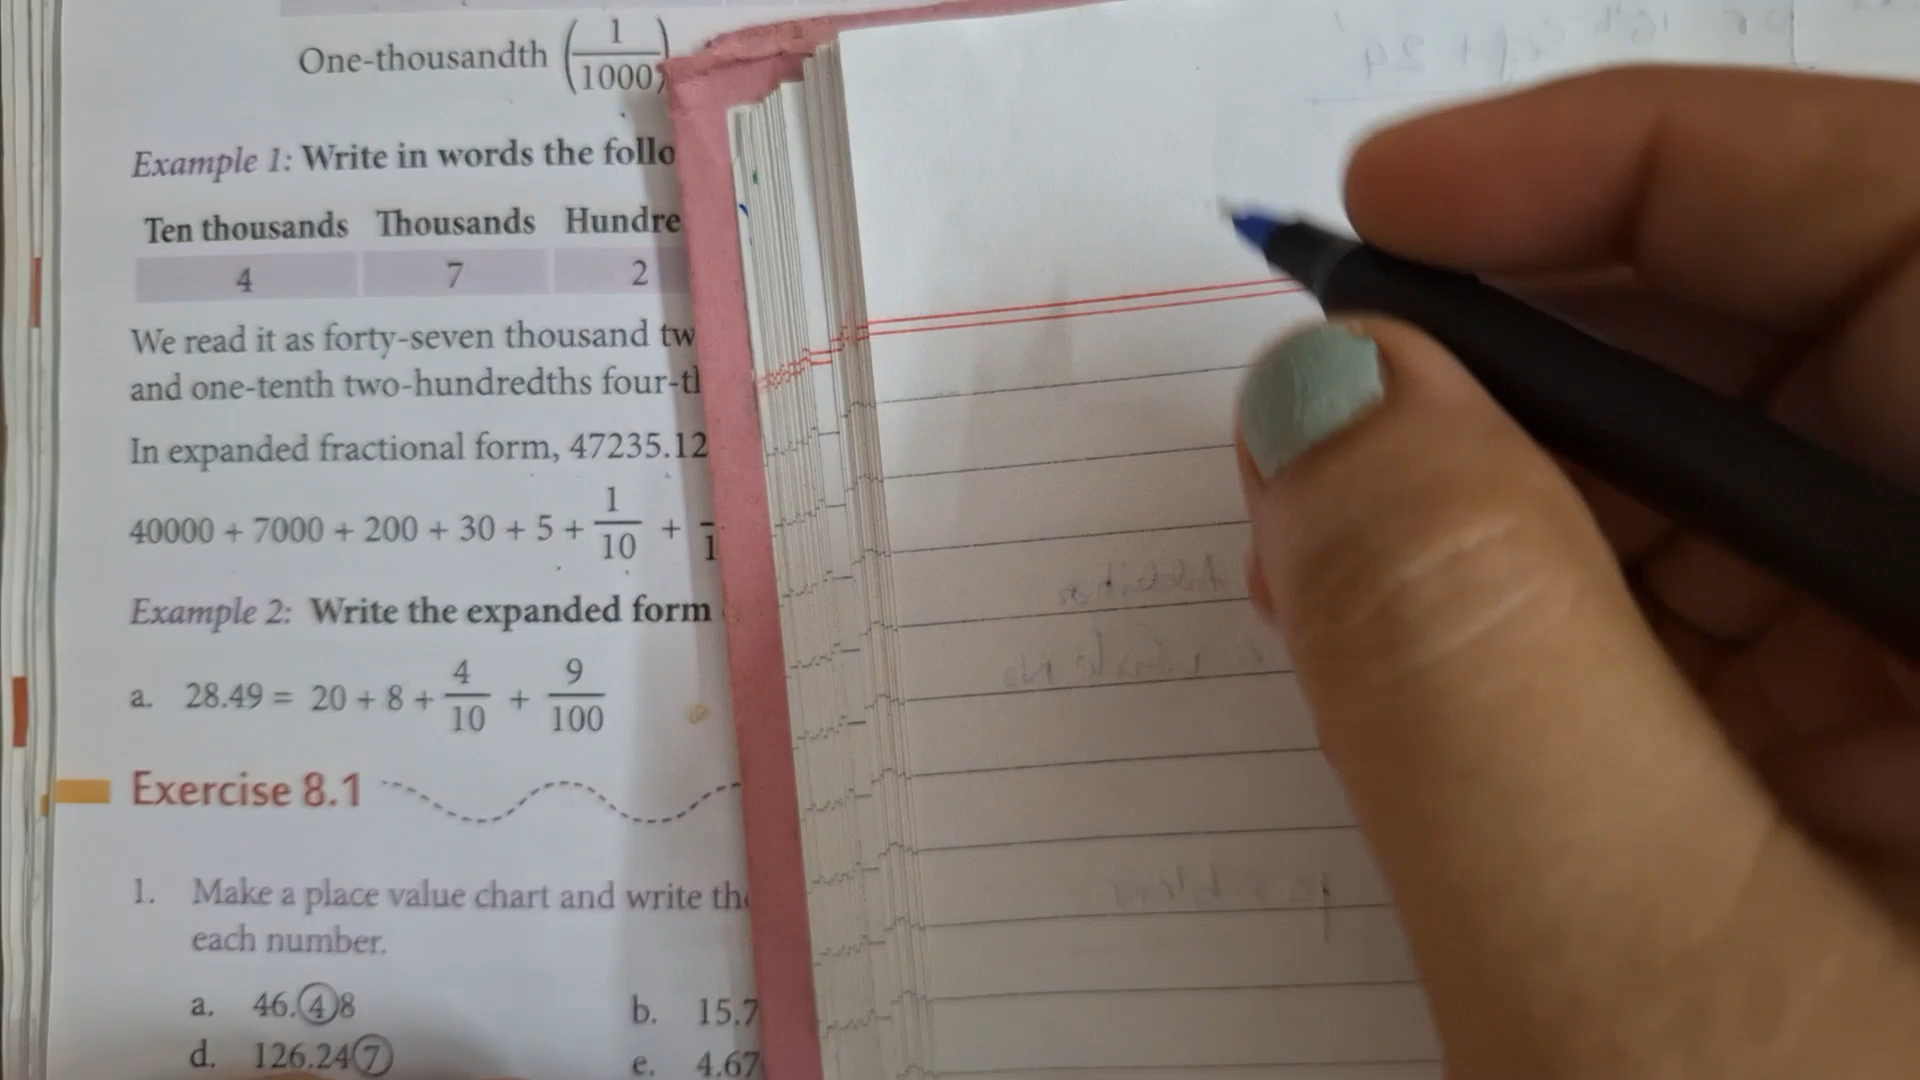 One-thousandth (1/1000)
Example 1: Write in words the follo
Ten thousands Thousands Hundre
4 7 2
We read it as forty-seven thousand tw
and one-tenth two-hundredths four-tl
In expanded fractional form, 47235.12
40000 + 7000 + 200 + 30 + 5 + 1/10 +
Example 2: Write the expanded form
a. 28.49 = 20 + 8 + 4/10 + 9/100
Exercise 8.1
1. Make a place value chart and write the
each number.
a. 46.48 b. 15.7
d. 126.247 e. 4.67